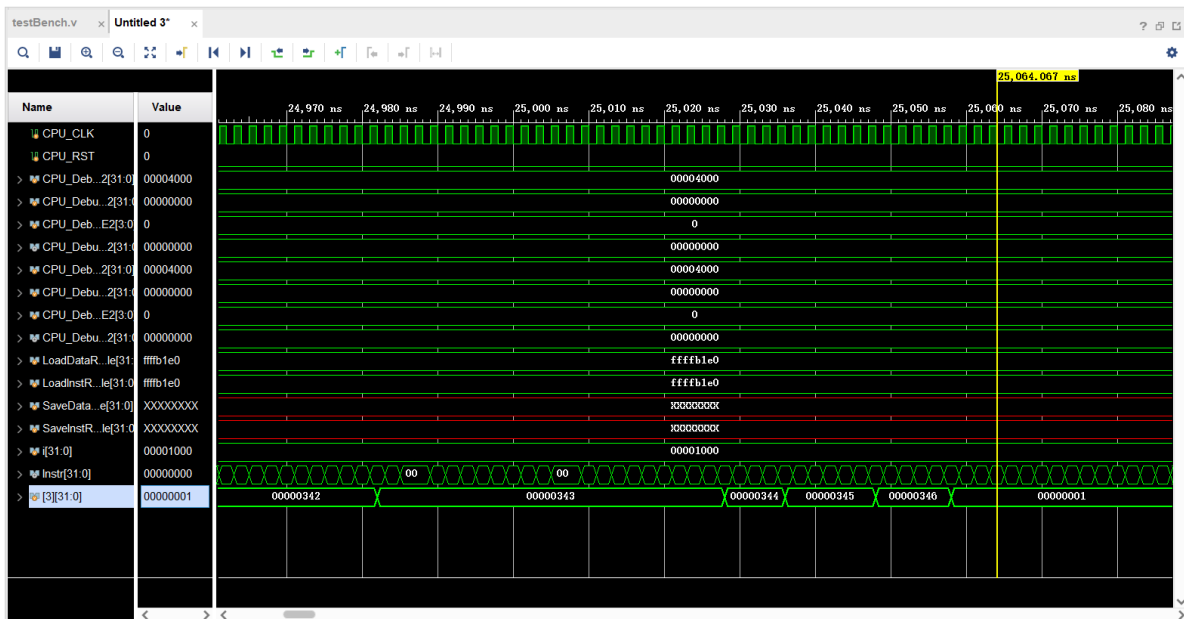 testBench.v × Untitled 3* ×
?
25,064.067 ns
Name Value
24,970 ns 24,980 ns 24,990 ns 25,000 ns 25,010 ns 25,020 ns 25,030 ns 25,040 ns 25,050 ns 25,060 ns 25,070 ns 25,080 ns
CPU_CLK 0
CPU_RST 0
CPU_Deb...2[31:0] 00004000 00004000
CPU_Debu...2[31:( 00000000 00000000
CPU_Deb...E2[3:0] 0 0
CPU_Debu...2[31:( 00000000 00000000
CPU_Deb...2[31:0] 00004000 00004000
CPU_Debu...2[31:( 00000000 00000000
CPU_Deb...E2[3:0] 0 0
CPU_Debu...2[31:( 00000000 00000000
LoadDataR...le[31: ffffb1e0 ffffb1e0
LoadInstR...le[31:0 ffffb1e0 ffffb1e0
SaveData...e[31:0] XXXXXXXX XXXXXXXX
SaveInstR...le[31:0 XXXXXXXX XXXXXXXX
i[31:0] 00001000 00001000
Instr[31:0] 00000000 00 00
[3][31:0] 00000001 00000342 00000343 00000344 00000345 00000346 00000001